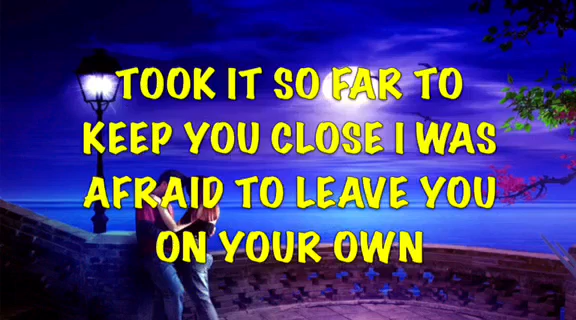 TOOK IT SO FAR TO
KEEP YOU CLOSE I WAS
AFRAID TO LEAVE YOU
ON YOUR OWN